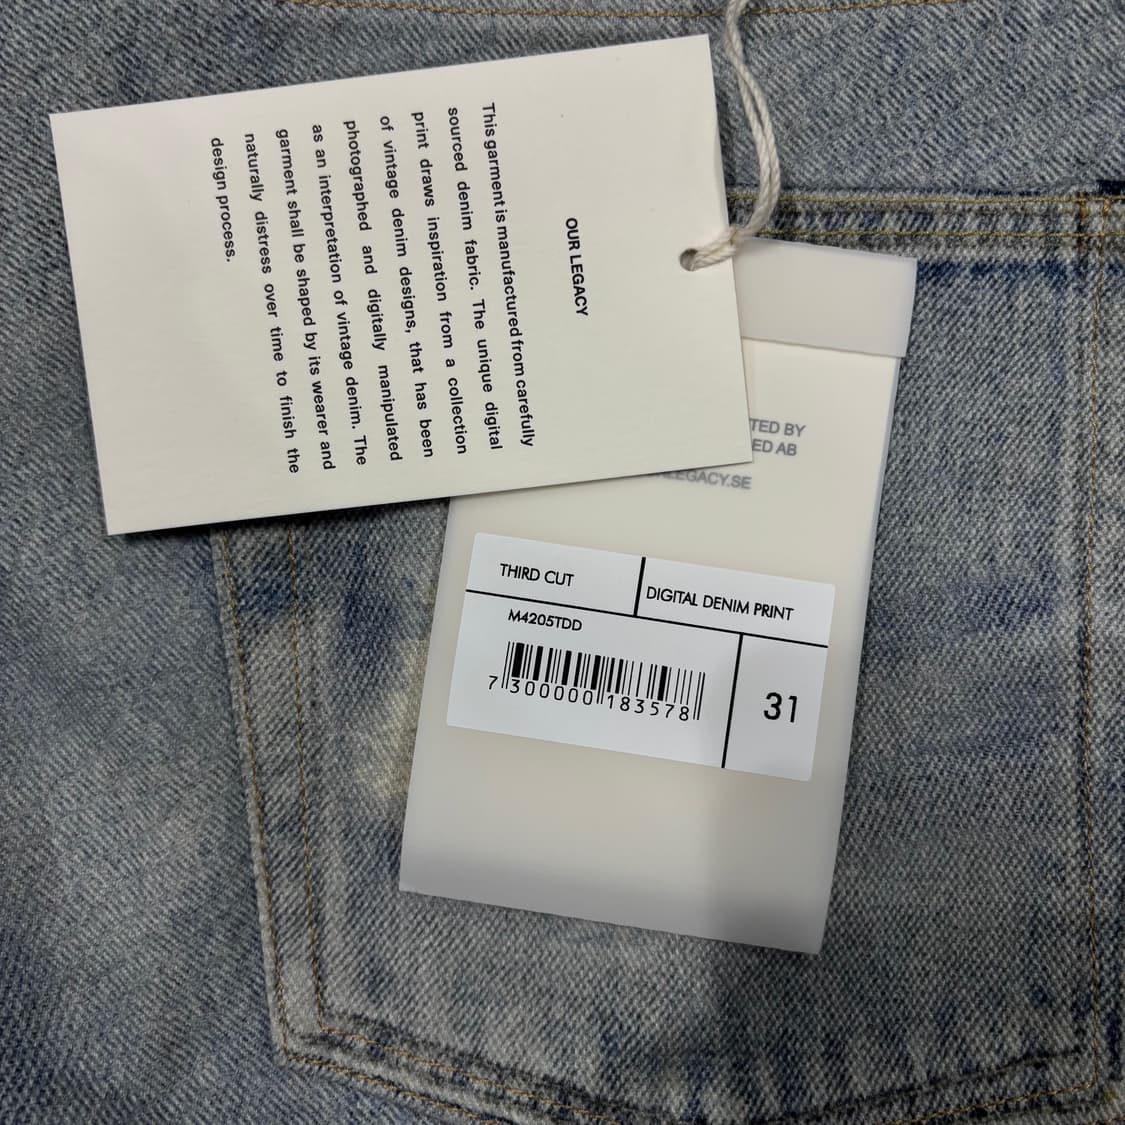 OUR LEGACY
This garment is manufactured from carefully
sourced denim fabric. The unique digital
print draws inspiration from a collection
of vintage denim designs, that has been
photographed and digitally manipulated
as an interpretation of vintage denim. The
garment shall be shaped by its wearer and
naturally distress over time to finish the
design process.
TED BY
ED AB
LEGACY.SE
THIRD CUT
DIGITAL DENIM PRINT
M4205TDD
7 300000 183578
31